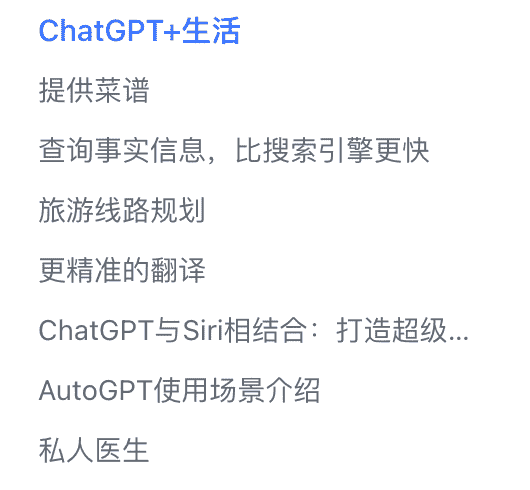 ChatGPT+生活
提供菜谱
查询事实信息，比搜索引擎更快
旅游线路规划
更精准的翻译
ChatGPT与Siri相结合：打造超级...
AutoGPT使用场景介绍
私人医生